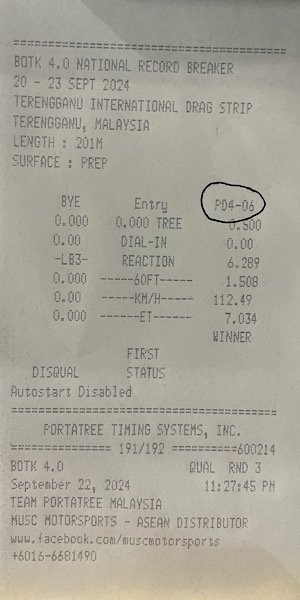 ==================================
BOTK 4.0 NATIONAL RECORD BREAKER
20 - 23 SEPT 2024
TERENGGANU INTERNATIONAL DRAG STRIP
TERENGGANU, MALAYSIA
LENGTH : 201M
SURFACE : PREP
BYE Entry PD4-06
0.000 0.000 TREE 0.500
0.00 DIAL-IN 0.00
-LB3- REACTION 6.289
0.000 ------60FT----- 1.508
0.00 -----KM/H----- 112.49
0.000 ------ET----- 7.034
WINNER
FIRST
DISQUAL STATUS
Autostart Disabled
==================================
PORTATREE TIMING SYSTEMS, INC.
============= 191/192 ==========600214
BOTK 4.0 QUAL RND 3
September 22, 2024 11:27:45 PM
TEAM PORTATREE MALAYSIA
MUSC MOTORSPORTS - ASEAN DISTRIBUTOR
www.facebook.com/muscmotorsports
+6016-6681490